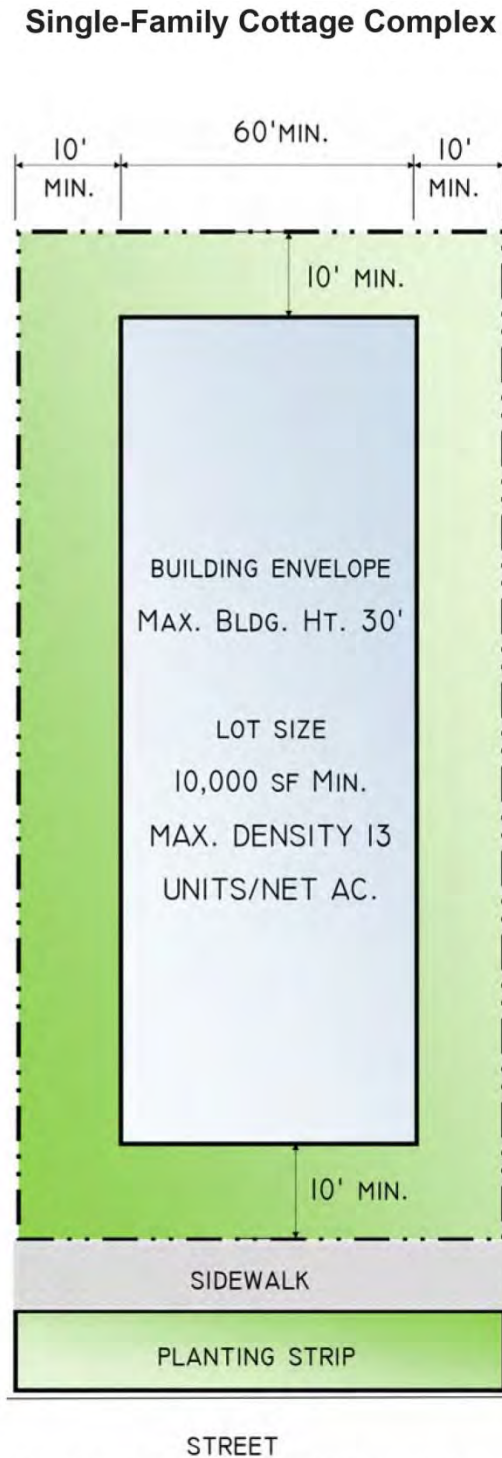 Single-Family Cottage Complex
10' 60'MIN. 10'
MIN. MIN.
10' MIN.
BUILDING ENVELOPE
MAX. BLDG. HT. 30'
LOT SIZE
10,000 SF MIN.
MAX. DENSITY 13
UNITS/NET AC.
10' MIN.
SIDEWALK
PLANTING STRIP
STREET